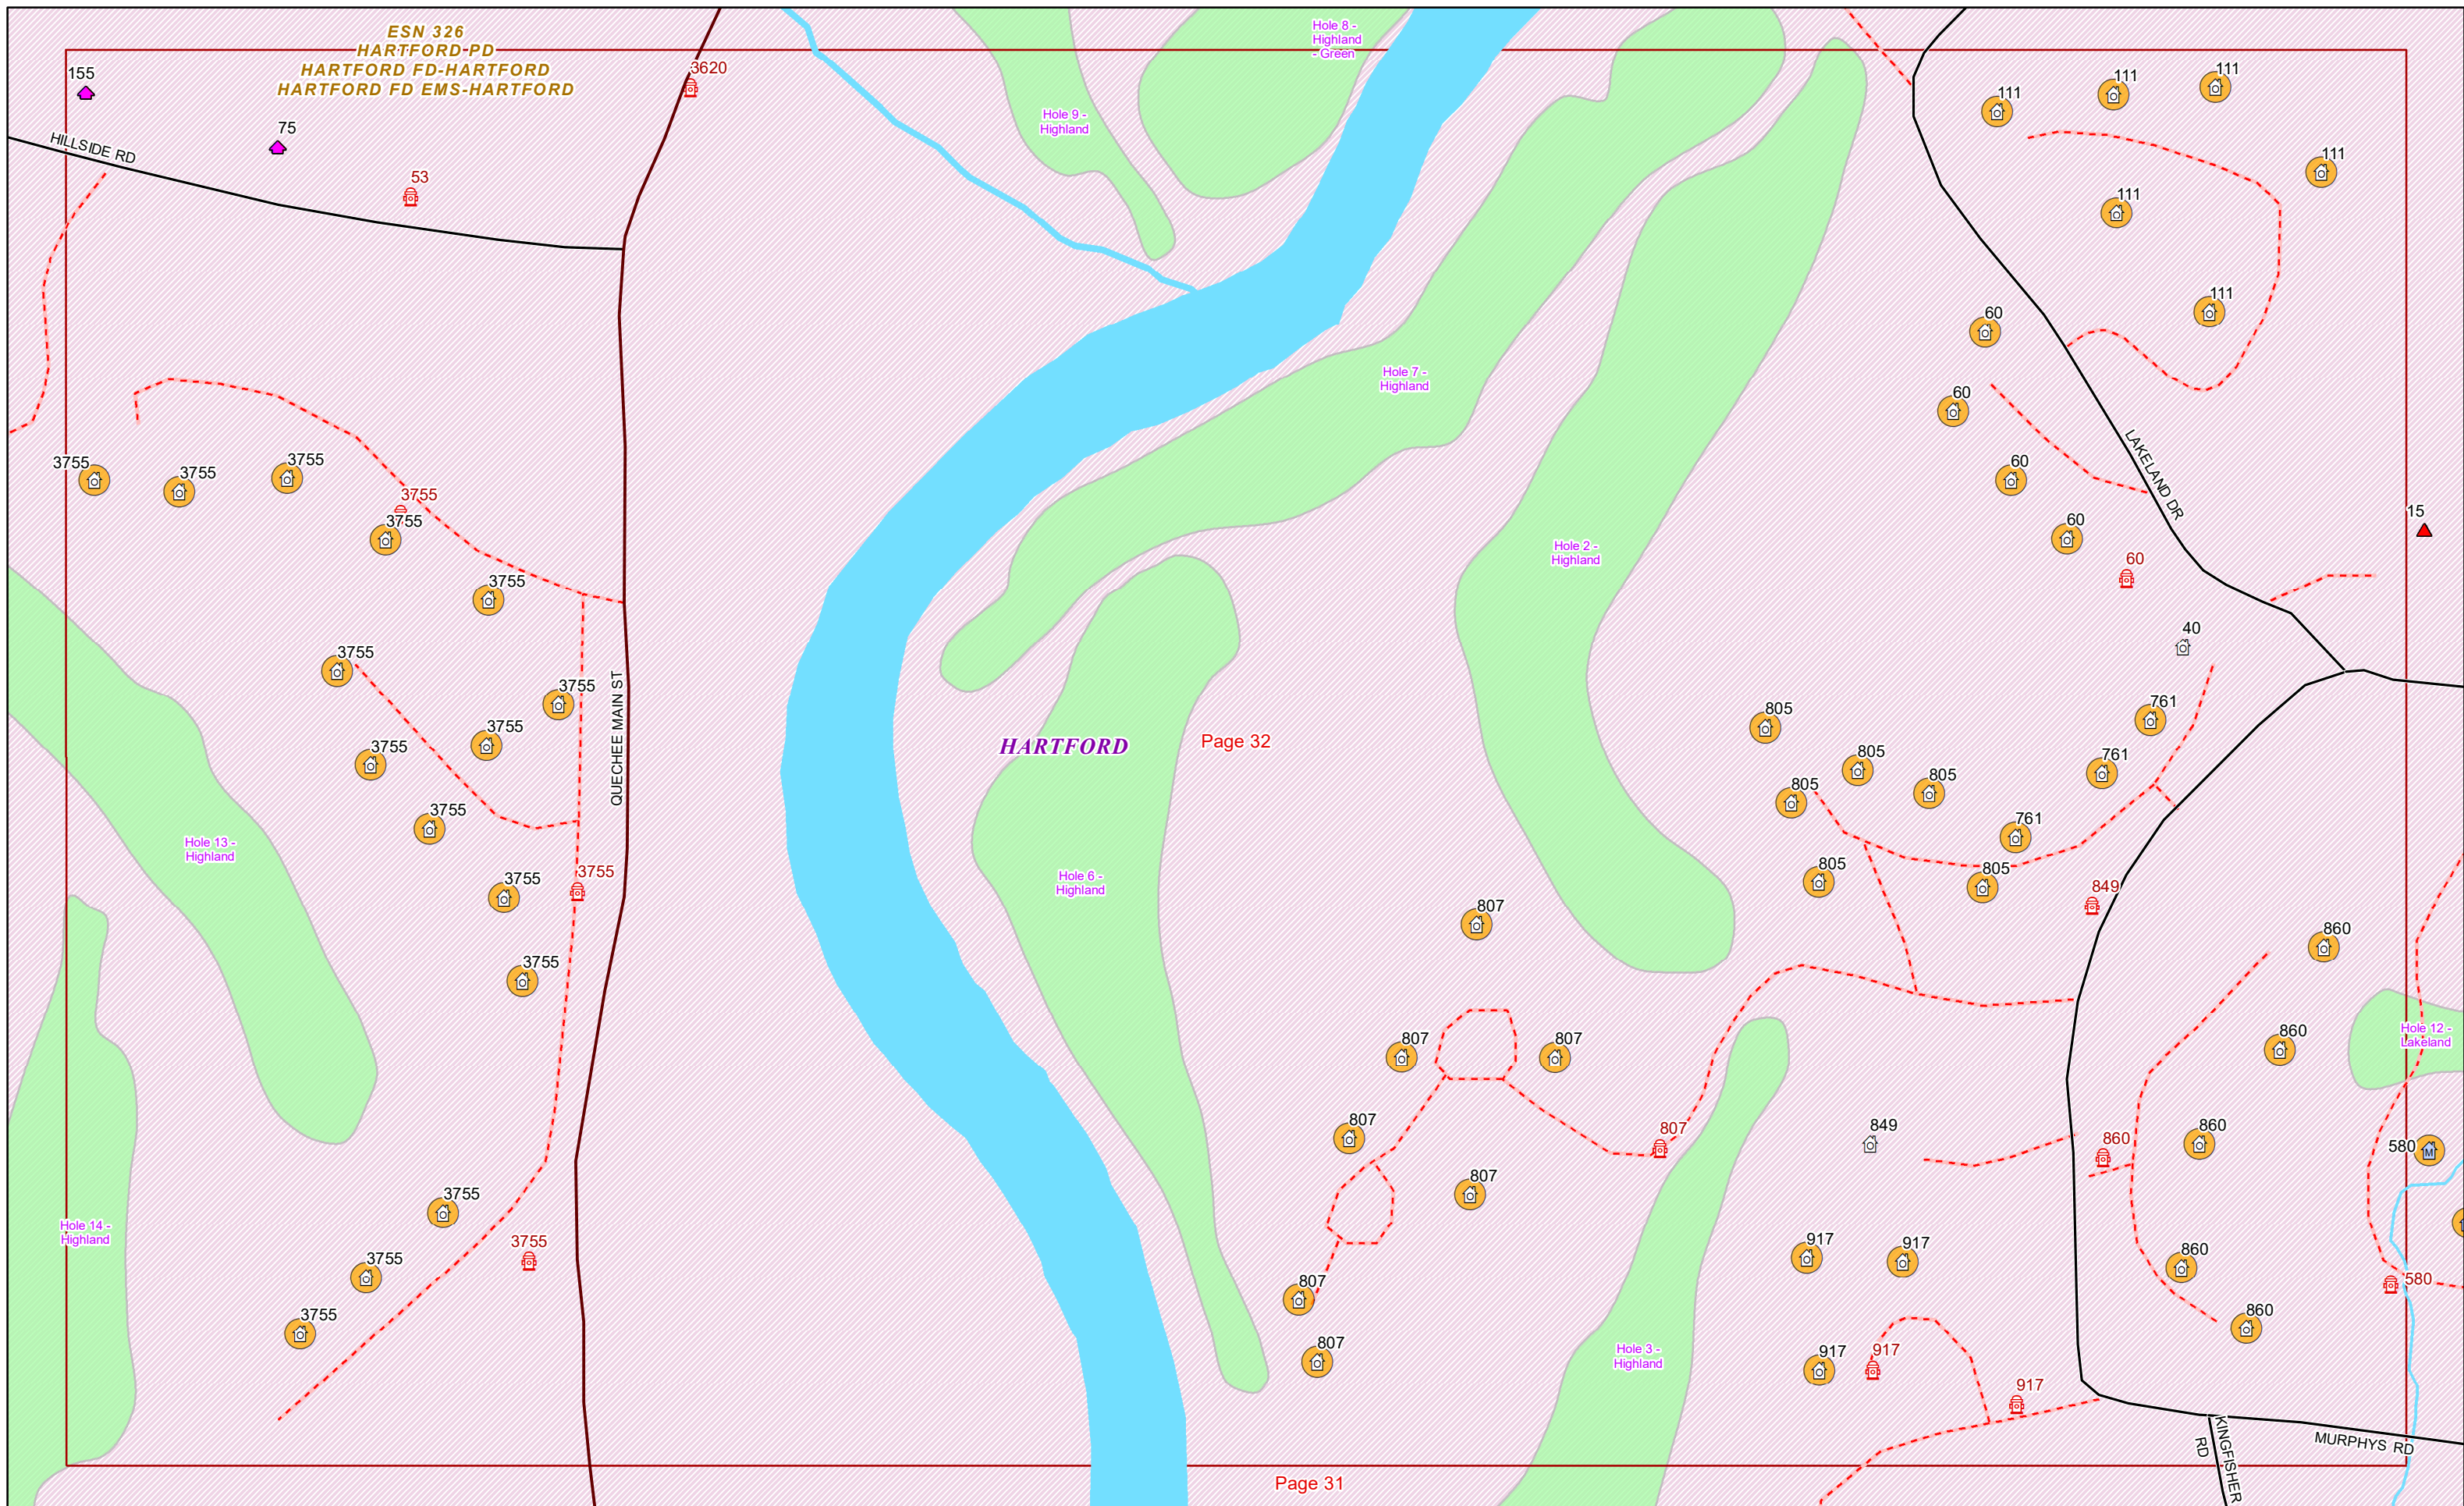 ESN 326
HARTFORD PD
HARTFORD FD-HARTFORD
HARTFORD FD EMS-HARTFORD
Hole 8 -
Highland
- Green
155
3620
111
111
111
Hole 9 -
Highland
75
HILLSIDE RD
111
53
111
111
60
Hole 7 -
Highland
60
LAKELAND DR
3755
3755
3755
60
3755
3755
60
15
Hole 2 -
Highland
60
3755
40
3755
3755
QUECHEE MAIN ST
761
805
HARTFORD
Page 32
3755
3755
805
761
805
805
3755
761
Hole 13 -
Highland
3755
3755
Hole 6 -
Highland
805
805
849
807
860
3755
807
807
860
Hole 12 -
Lakeland
807
807
849
860
860
580
3755
807
Hole 14 -
Highland
3755
917
917
860
3755
807
580
3755
860
807
Hole 3 -
Highland
917
917
917
KINGFISHER
RD
MURPHYS RD
Page 31